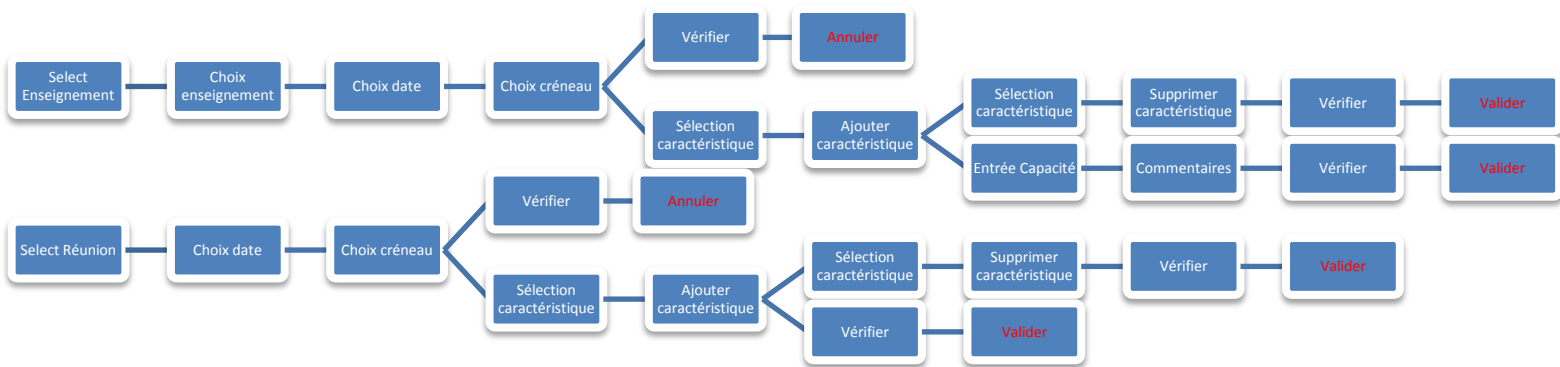 Vérifier
Annuler
Select
Enseignement
Choix
enseignement
Choix date
Choix créneau
Sélection
caractéristique
Ajouter
caractéristique
Sélection
caractéristique
Supprimer
caractéristique
Vérifier
Valider
Entrée Capacité
Commentaires
Vérifier
Valider
Vérifier
Annuler
Select Réunion
Choix date
Choix créneau
Sélection
caractéristique
Ajouter
caractéristique
Sélection
caractéristique
Supprimer
caractéristique
Vérifier
Valider
Vérifier
Valider